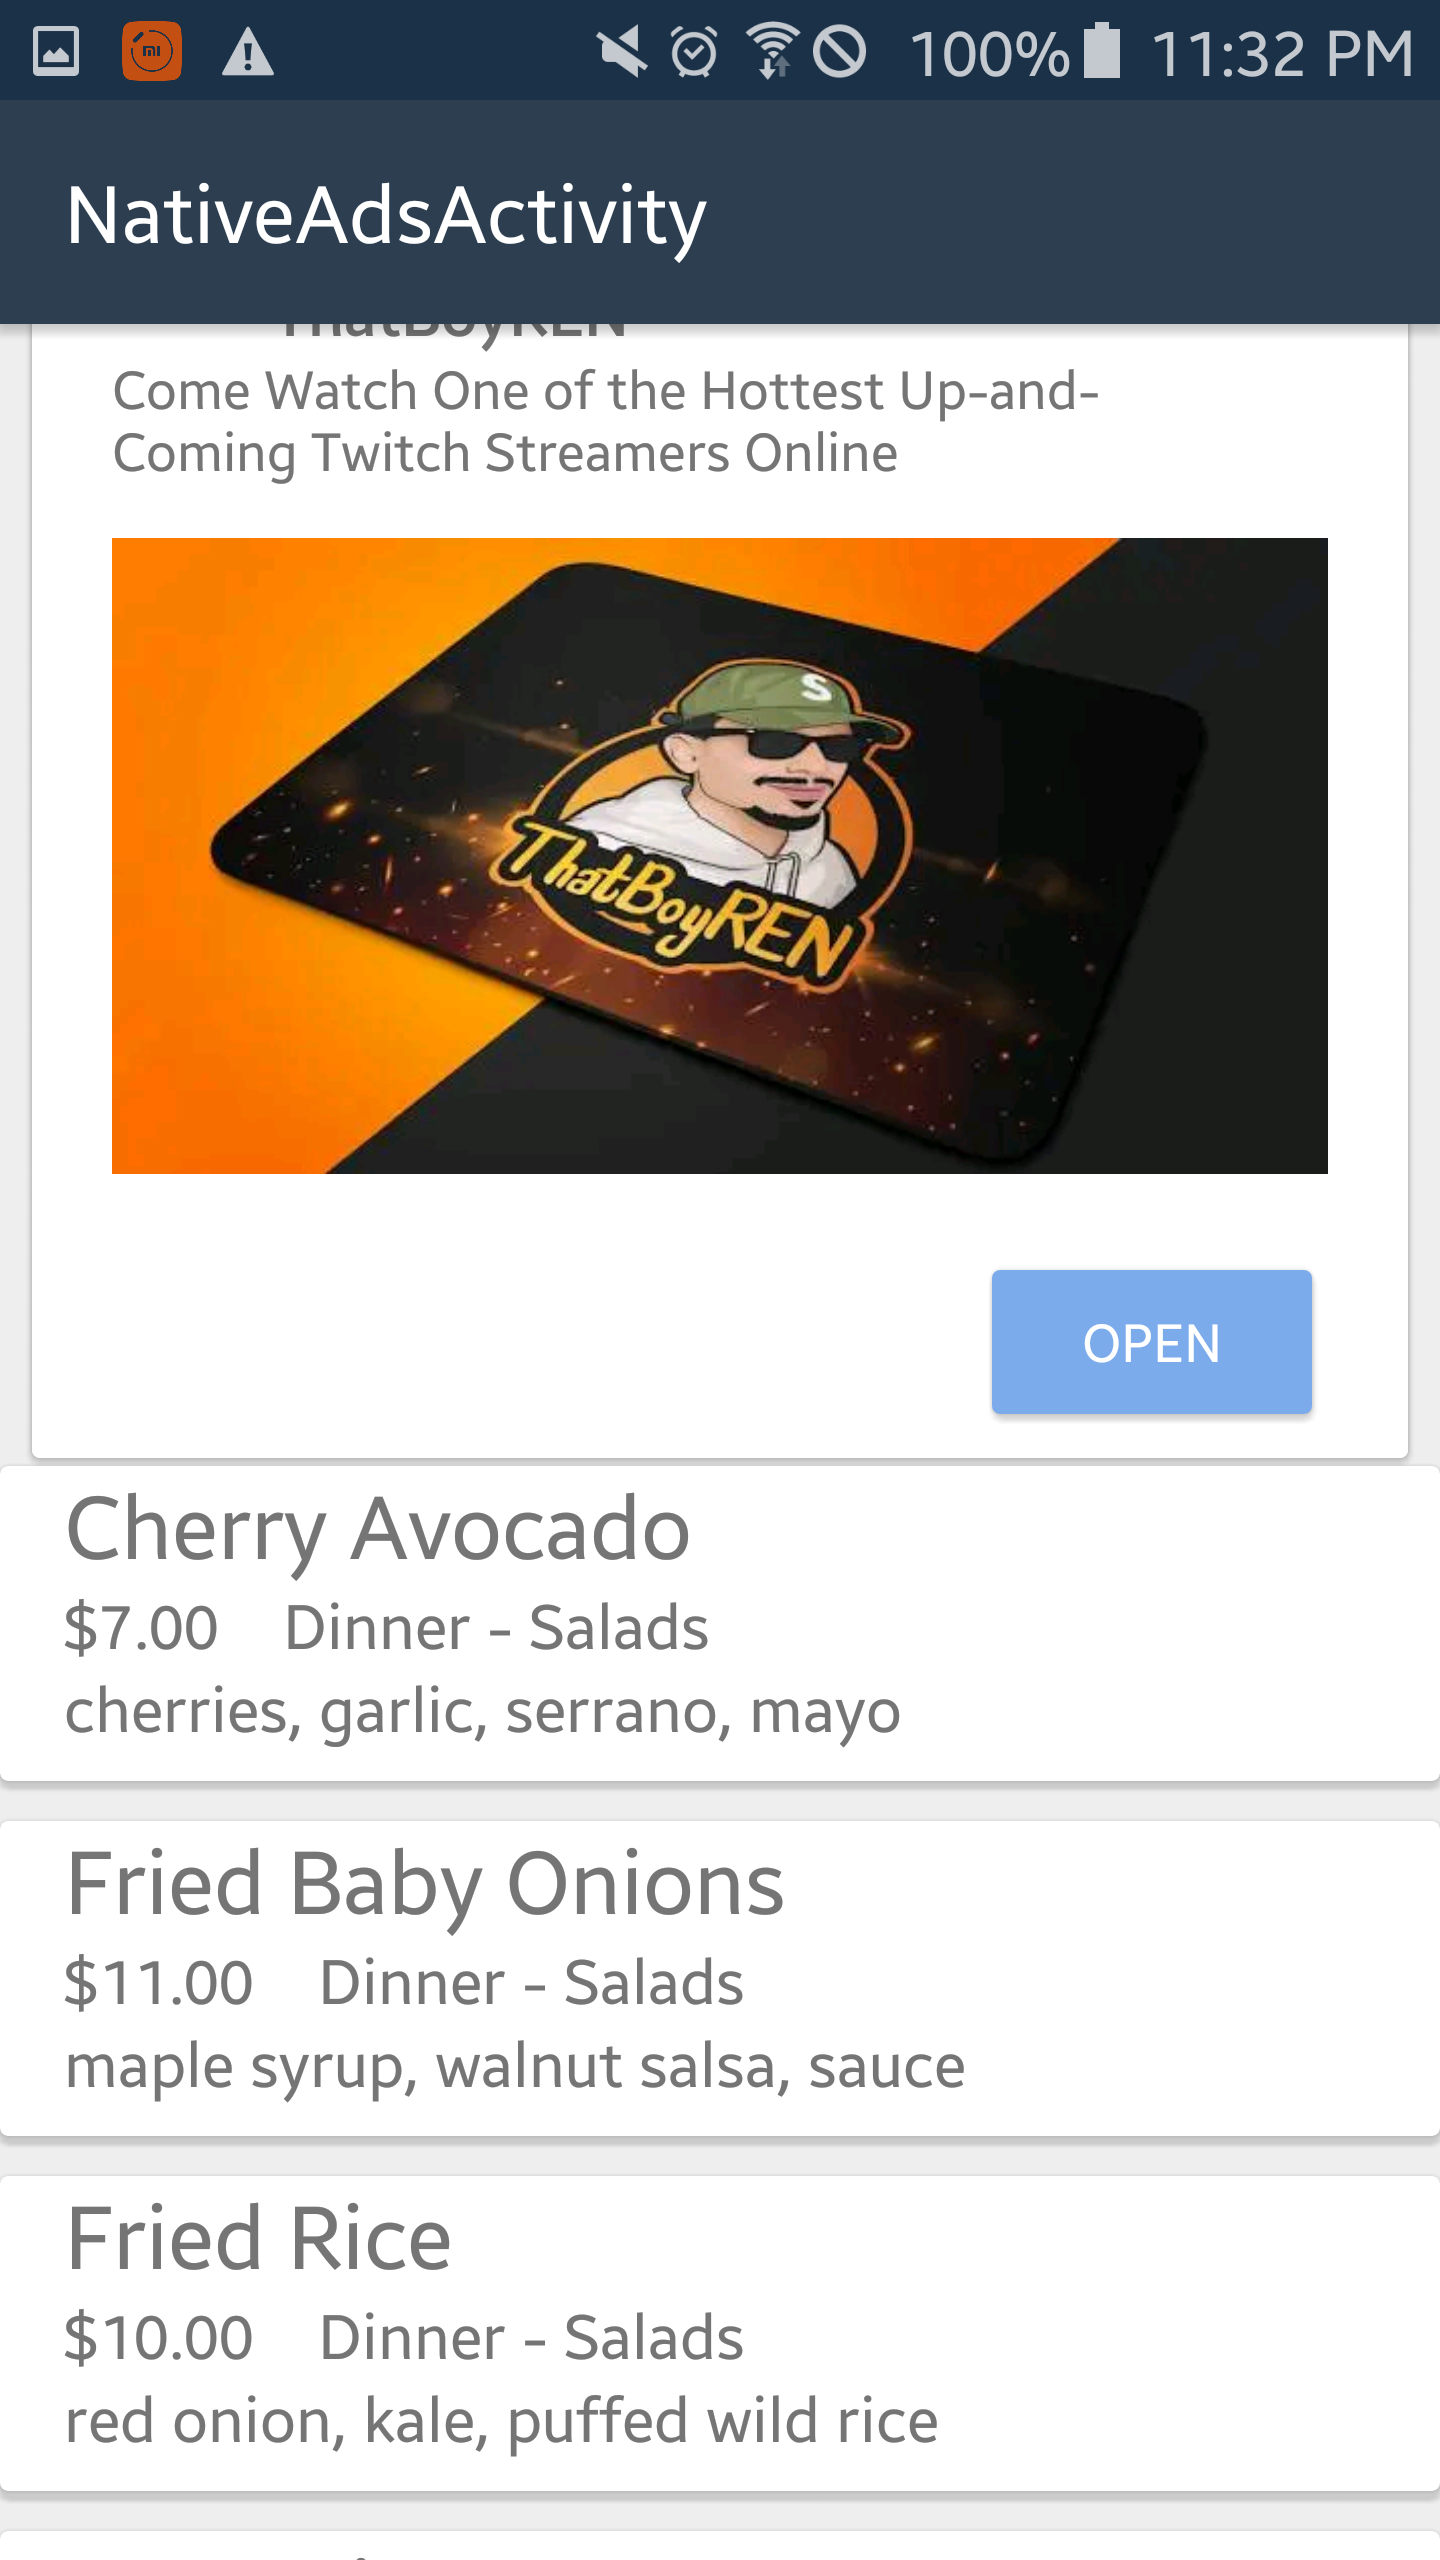 100% 11:32 PM
NativeAdsActivity
ThatBoyREN
Come Watch One of the Hottest Up-and-
Coming Twitch Streamers Online
S
ThatBoyREN
OPEN
Cherry Avocado
$7.00 Dinner - Salads
cherries, garlic, serrano, mayo
Fried Baby Onions
$11.00 Dinner - Salads
maple syrup, walnut salsa, sauce
Fried Rice
$10.00 Dinner - Salads
red onion, kale, puffed wild rice